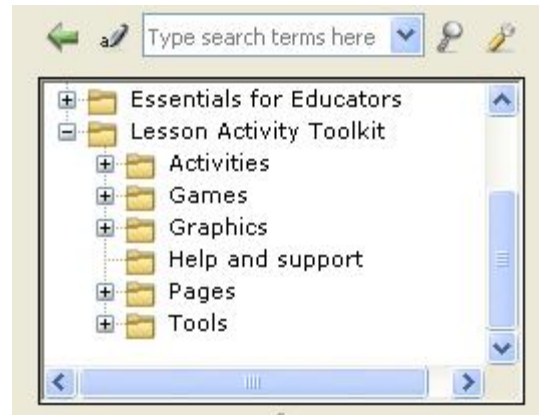 a
Type search terms here
Essentials for Educators
Lesson Activity Toolkit
Activities
Games
Graphics
Help and support
Pages
Tools